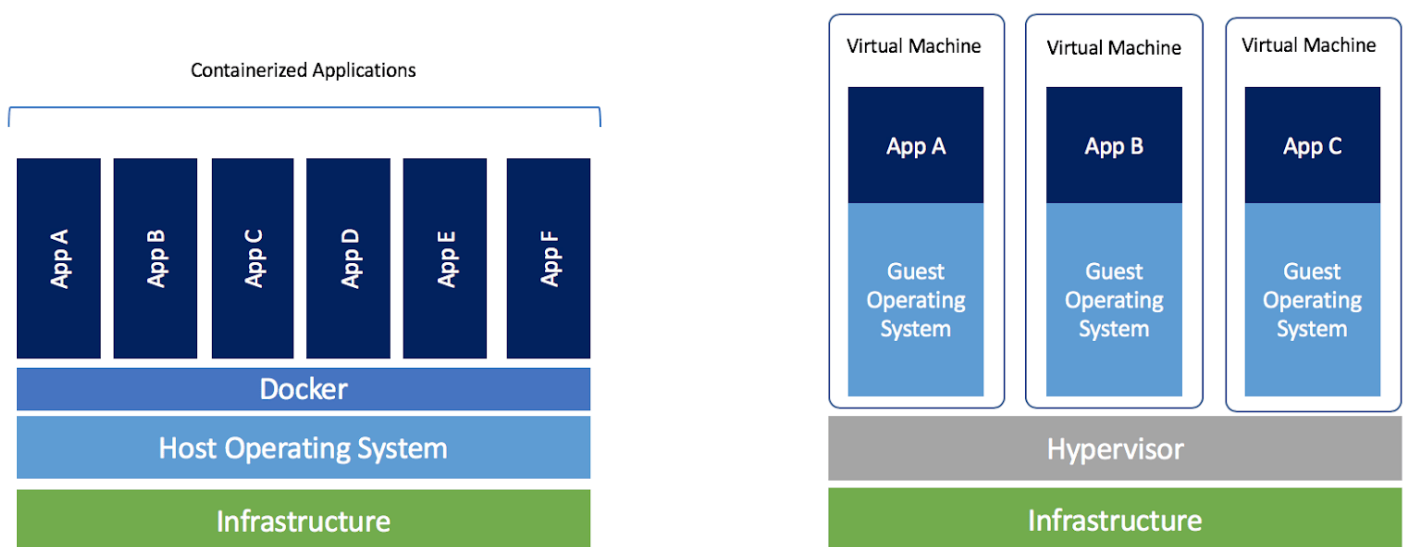 Containerized Applications
App A
App B
App C
App D
App E
App F
Docker
Host Operating System
Infrastructure
Virtual Machine
App A
Guest
Operating
System
Virtual Machine
App B
Guest
Operating
System
Virtual Machine
App C
Guest
Operating
System
Hypervisor
Infrastructure